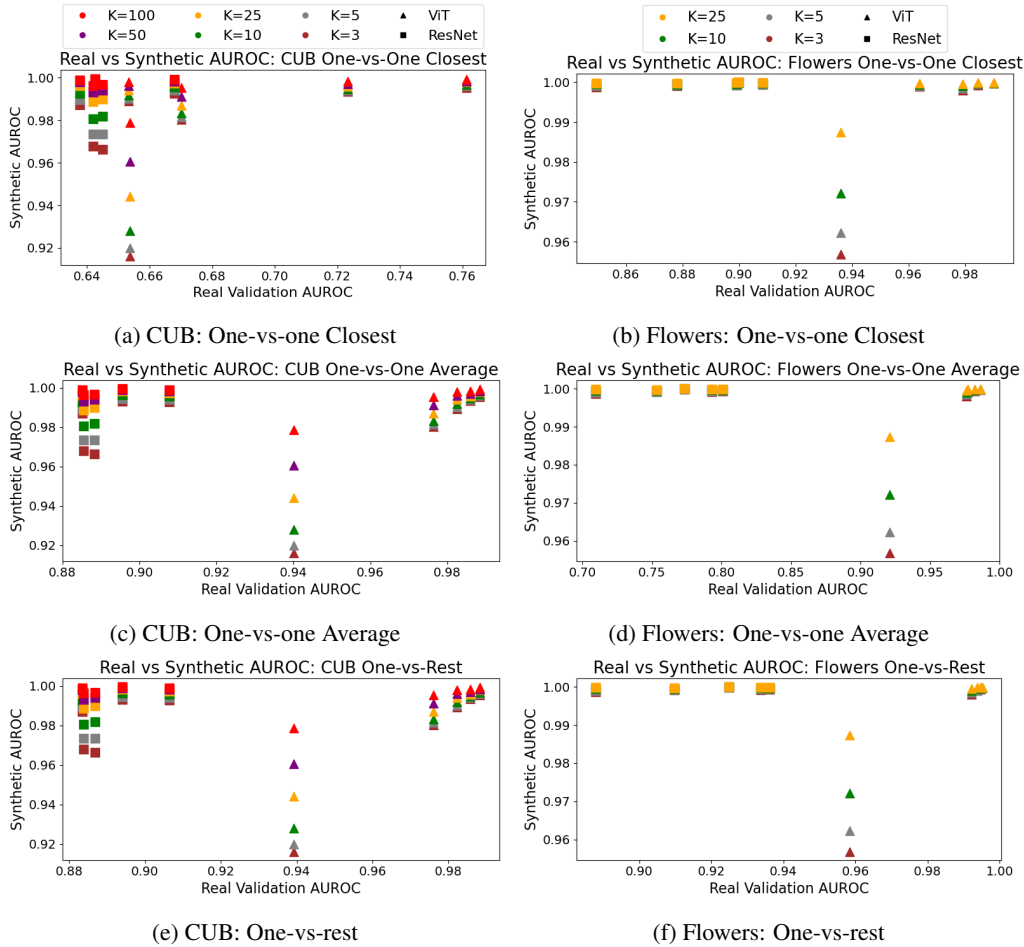 K=100 K=25 K=5 ViT
K=50 K=10 K=3 ResNet
Real vs Synthetic AUROC: CUB One-vs-One Closest
1.00
0.98
0.96
0.94
0.92
Synthetic AUROC
0.64 0.66 0.68 0.70 0.72 0.74 0.76
Real Validation AUROC
(a) CUB: One-vs-one Closest
K=25 K=5 ViT
K=10 K=3 ResNet
Real vs Synthetic AUROC: Flowers One-vs-One Closest
1.00
0.99
0.98
0.97
0.96
Synthetic AUROC
0.86 0.88 0.90 0.92 0.94 0.96 0.98
Real Validation AUROC
(b) Flowers: One-vs-one Closest
Real vs Synthetic AUROC: CUB One-vs-One Average
1.00
0.98
0.96
0.94
0.92
Synthetic AUROC
0.88 0.90 0.92 0.94 0.96 0.98
Real Validation AUROC
(c) CUB: One-vs-one Average
Real vs Synthetic AUROC: Flowers One-vs-One Average
1.00
0.99
0.98
0.97
0.96
Synthetic AUROC
0.70 0.75 0.80 0.85 0.90 0.95 1.00
Real Validation AUROC
(d) Flowers: One-vs-one Average
Real vs Synthetic AUROC: CUB One-vs-Rest
1.00
0.98
0.96
0.94
0.92
Synthetic AUROC
0.88 0.90 0.92 0.94 0.96 0.98
Real Validation AUROC
(e) CUB: One-vs-rest
Real vs Synthetic AUROC: Flowers One-vs-Rest
1.00
0.99
0.98
0.97
0.96
Synthetic AUROC
0.90 0.92 0.94 0.96 0.98 1.00
Real Validation AUROC
(f) Flowers: One-vs-rest